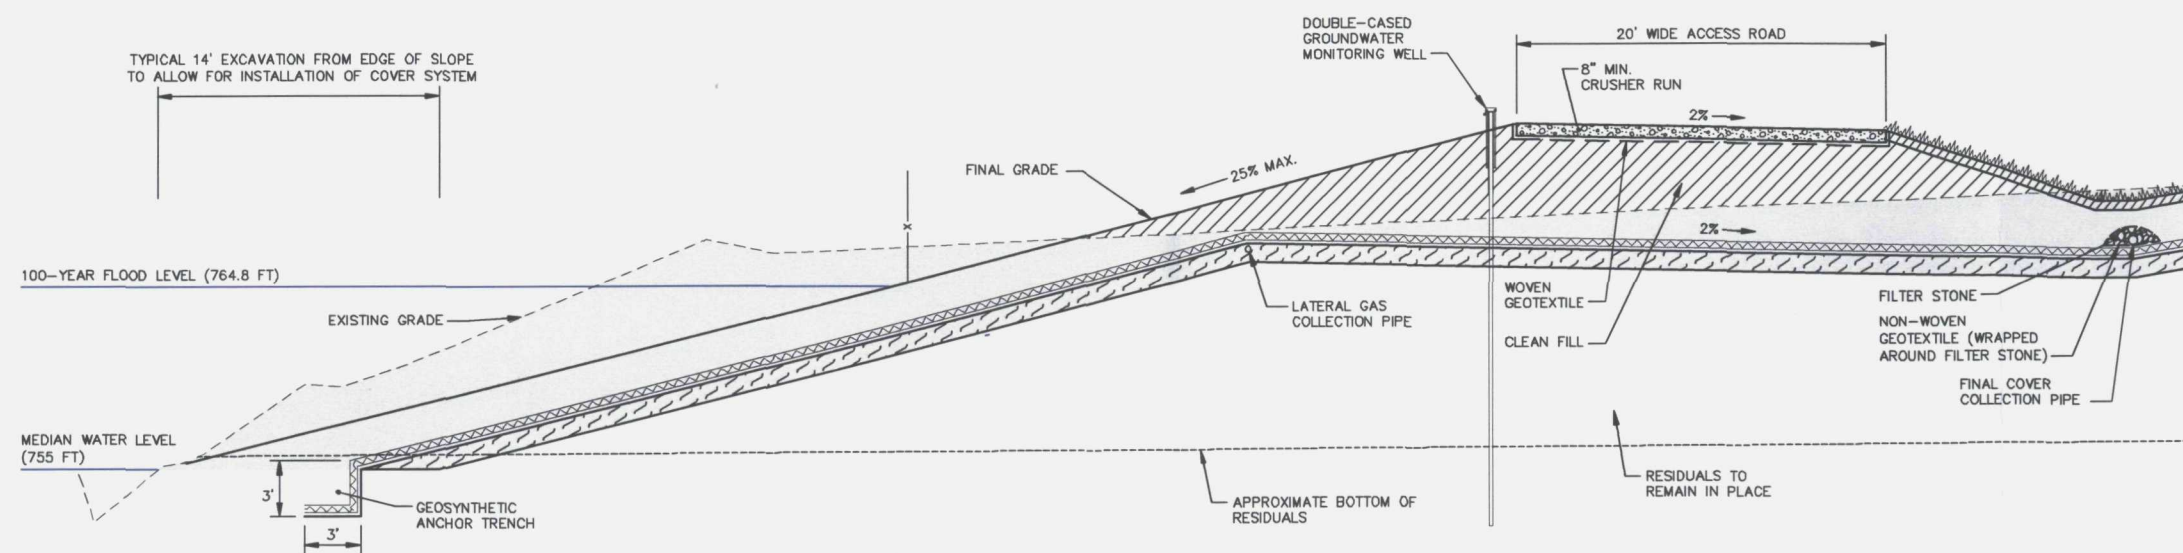 TYPICAL 14' EXCAVATION FROM EDGE OF SLOPE
TO ALLOW FOR INSTALLATION OF COVER SYSTEM
DOUBLE-CASED
GROUNDWATER
MONITORING WELL
20' WIDE ACCESS ROAD
8" MIN.
CRUSHER RUN
2%
FINAL GRADE
25% MAX.
X
2%
100-YEAR FLOOD LEVEL (764.8 FT)
EXISTING GRADE
LATERAL GAS
COLLECTION PIPE
WOVEN
GEOTEXTILE
CLEAN FILL
FILTER STONE
NON-WOVEN
GEOTEXTILE (WRAPPED
AROUND FILTER STONE)
FINAL COVER
COLLECTION PIPE
MEDIAN WATER LEVEL
(755 FT)
3'
GEOSYNTHETIC
ANCHOR TRENCH
3'
APPROXIMATE BOTTOM OF
RESIDUALS
RESIDUALS TO
REMAIN IN PLACE